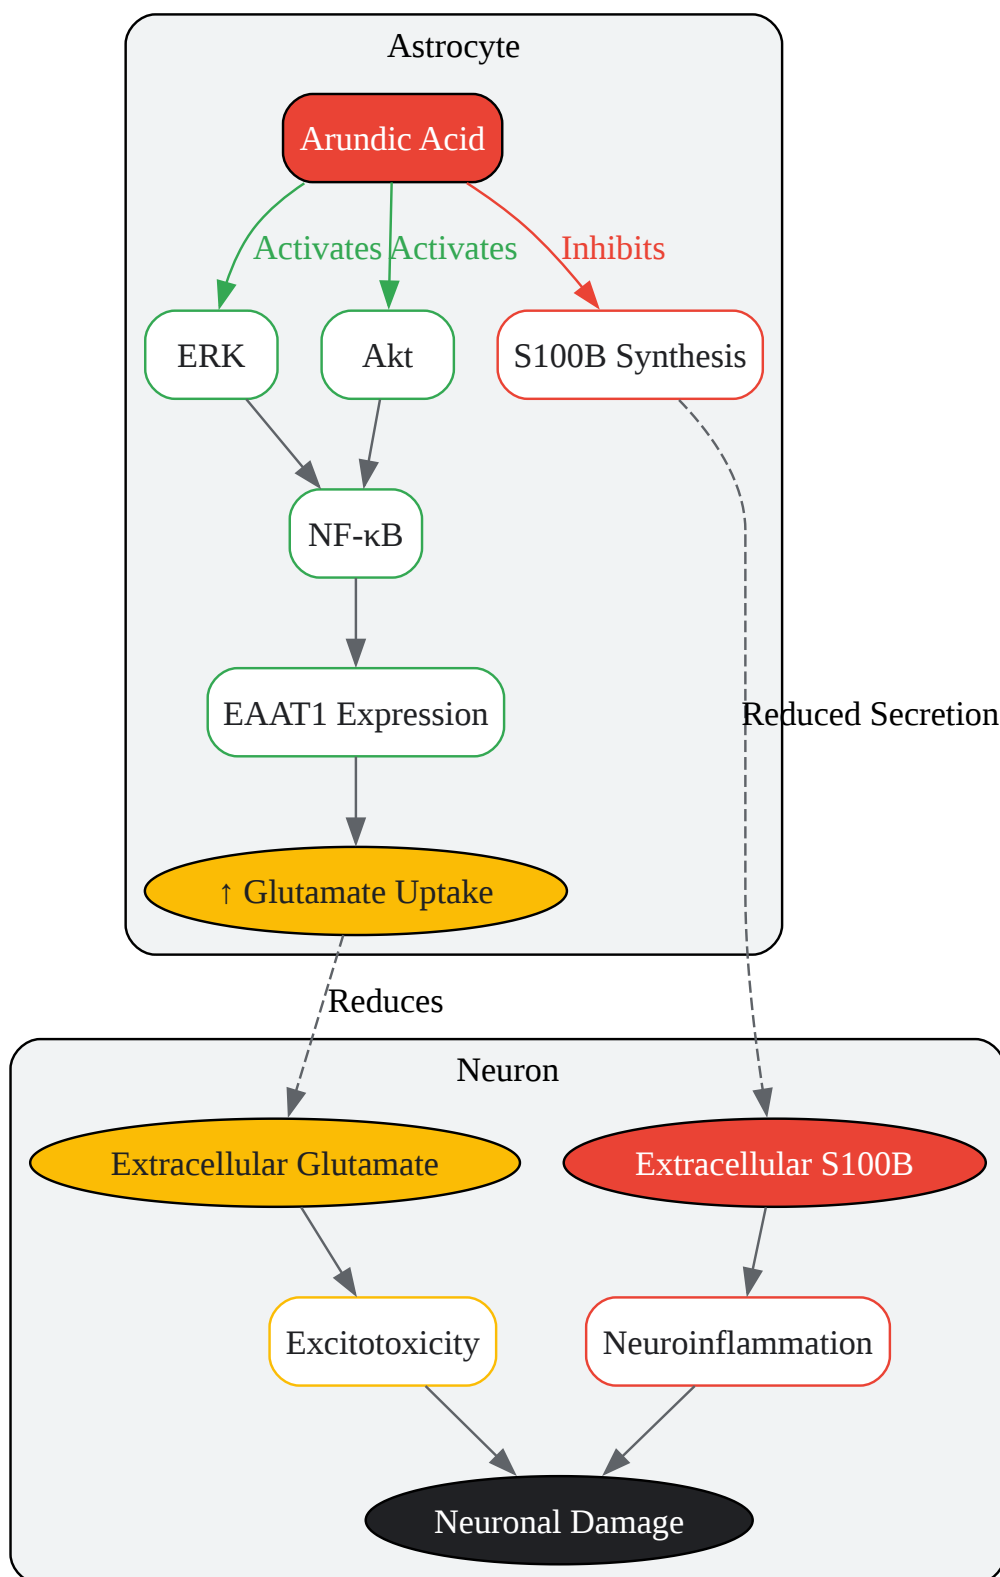 Astrocyte
Arundic Acid
Activates
Activates
Inhibits
ERK
Akt
S100B Synthesis
NF-κB
EAAT1 Expression
Reduced Secretion
↑ Glutamate Uptake
Reduces
Neuron
Extracellular Glutamate
Extracellular S100B
Excitotoxicity
Neuroinflammation
Neuronal Damage